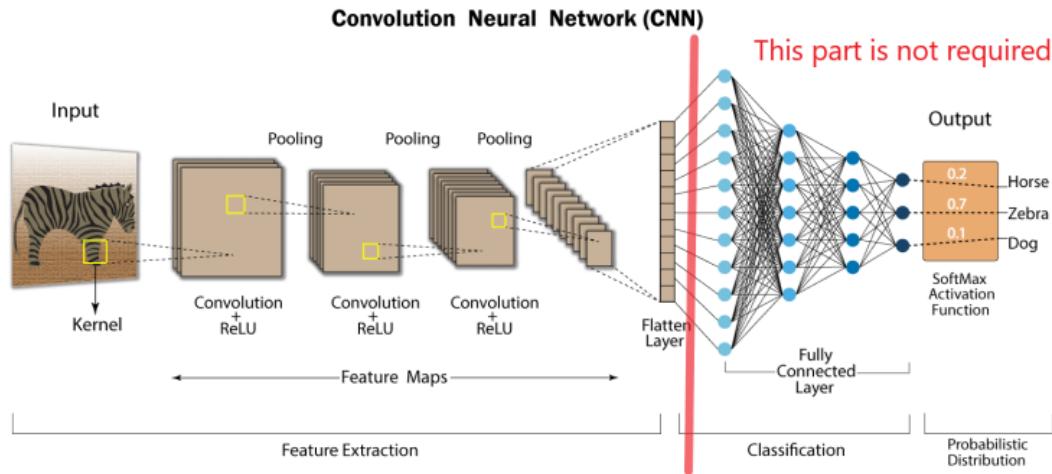 Convolution Neural Network (CNN)
This part is not required
Input
Pooling
Pooling
Pooling
Output
0.2
Horse
0.7
Zebra
0.1
Dog
SoftMax
Activation
Function
Kernel
Convolution
+
ReLU
Convolution
+
ReLU
Convolution
+
ReLU
Flatten
Layer
Fully
Connected
Layer
Feature Maps
Feature Extraction
Classification
Probabilistic
Distribution